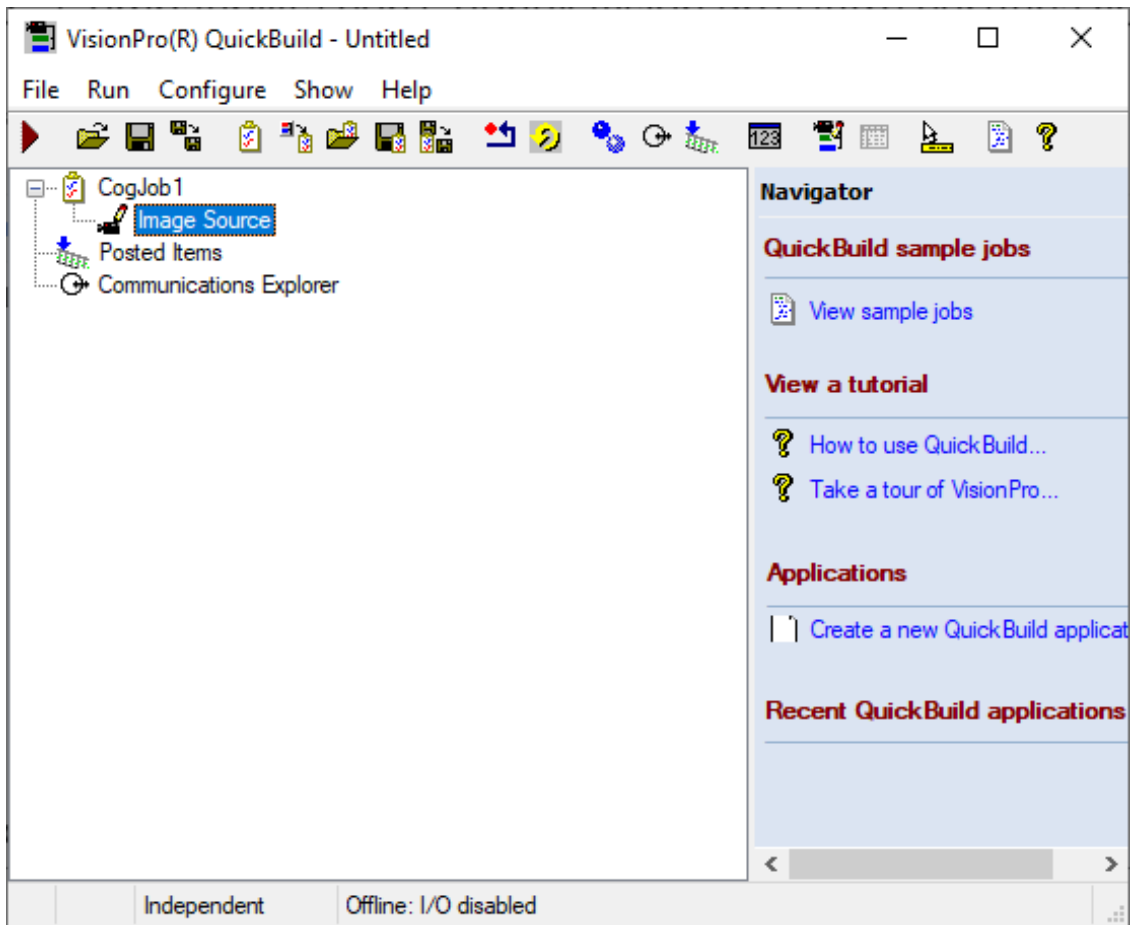 VisionPro(R) QuickBuild - Untitled
File Run Configure Show Help
123
CogJob1
Image Source
Posted Items
Communications Explorer
Navigator
QuickBuild sample jobs
View sample jobs
View a tutorial
How to use QuickBuild...
Take a tour of VisionPro...
Applications
Create a new QuickBuild applicat
Recent QuickBuild applications
Independent Offline: I/O disabled